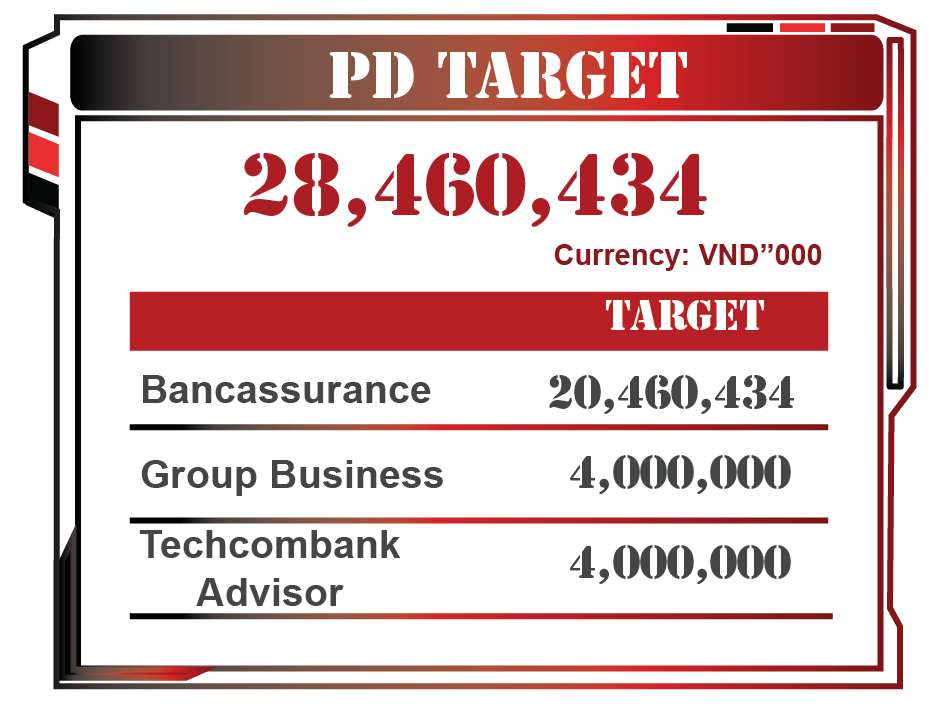 PD TARGET
28,460,434
Currency: VND”000
TARGET
Bancassurance 20,460,434
Group Business 4,000,000
Techcombank
Advisor 4,000,000